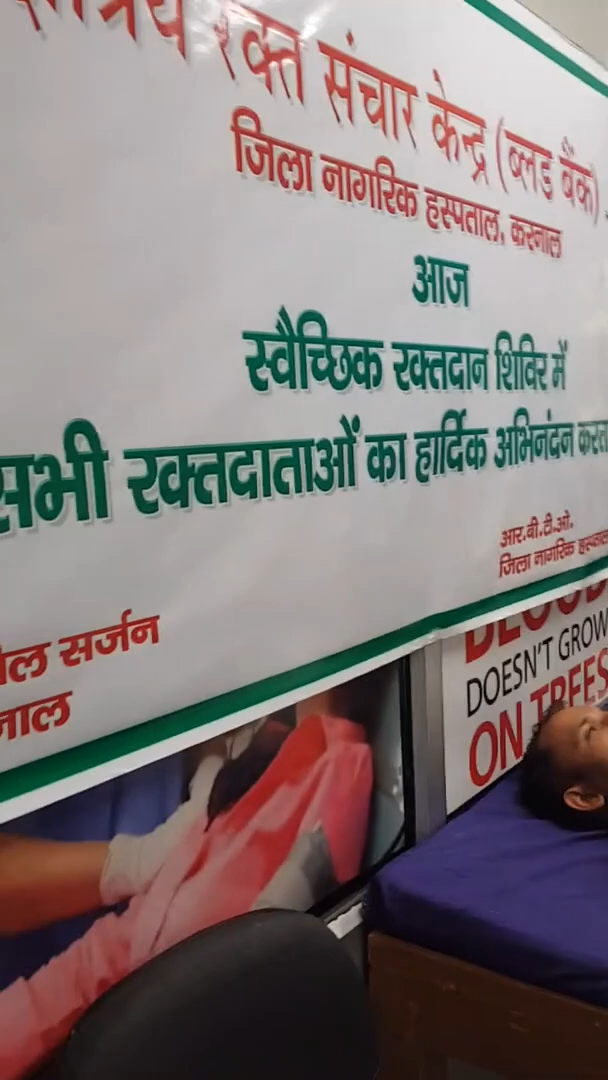 रक्त संचार केन्द्र (ब्लड बैंक)
जिला नागरिक हस्पताल, करनाल
आज
स्वैच्छिक रक्तदान शिविर में
सभी रक्तदाताओं का हार्दिक अभिनंदन
आर.बी.टी.ओ.
जिला नागरिक हस्पताल
सर्जन
BLOOD
DOESN'T GROW
ON TREES